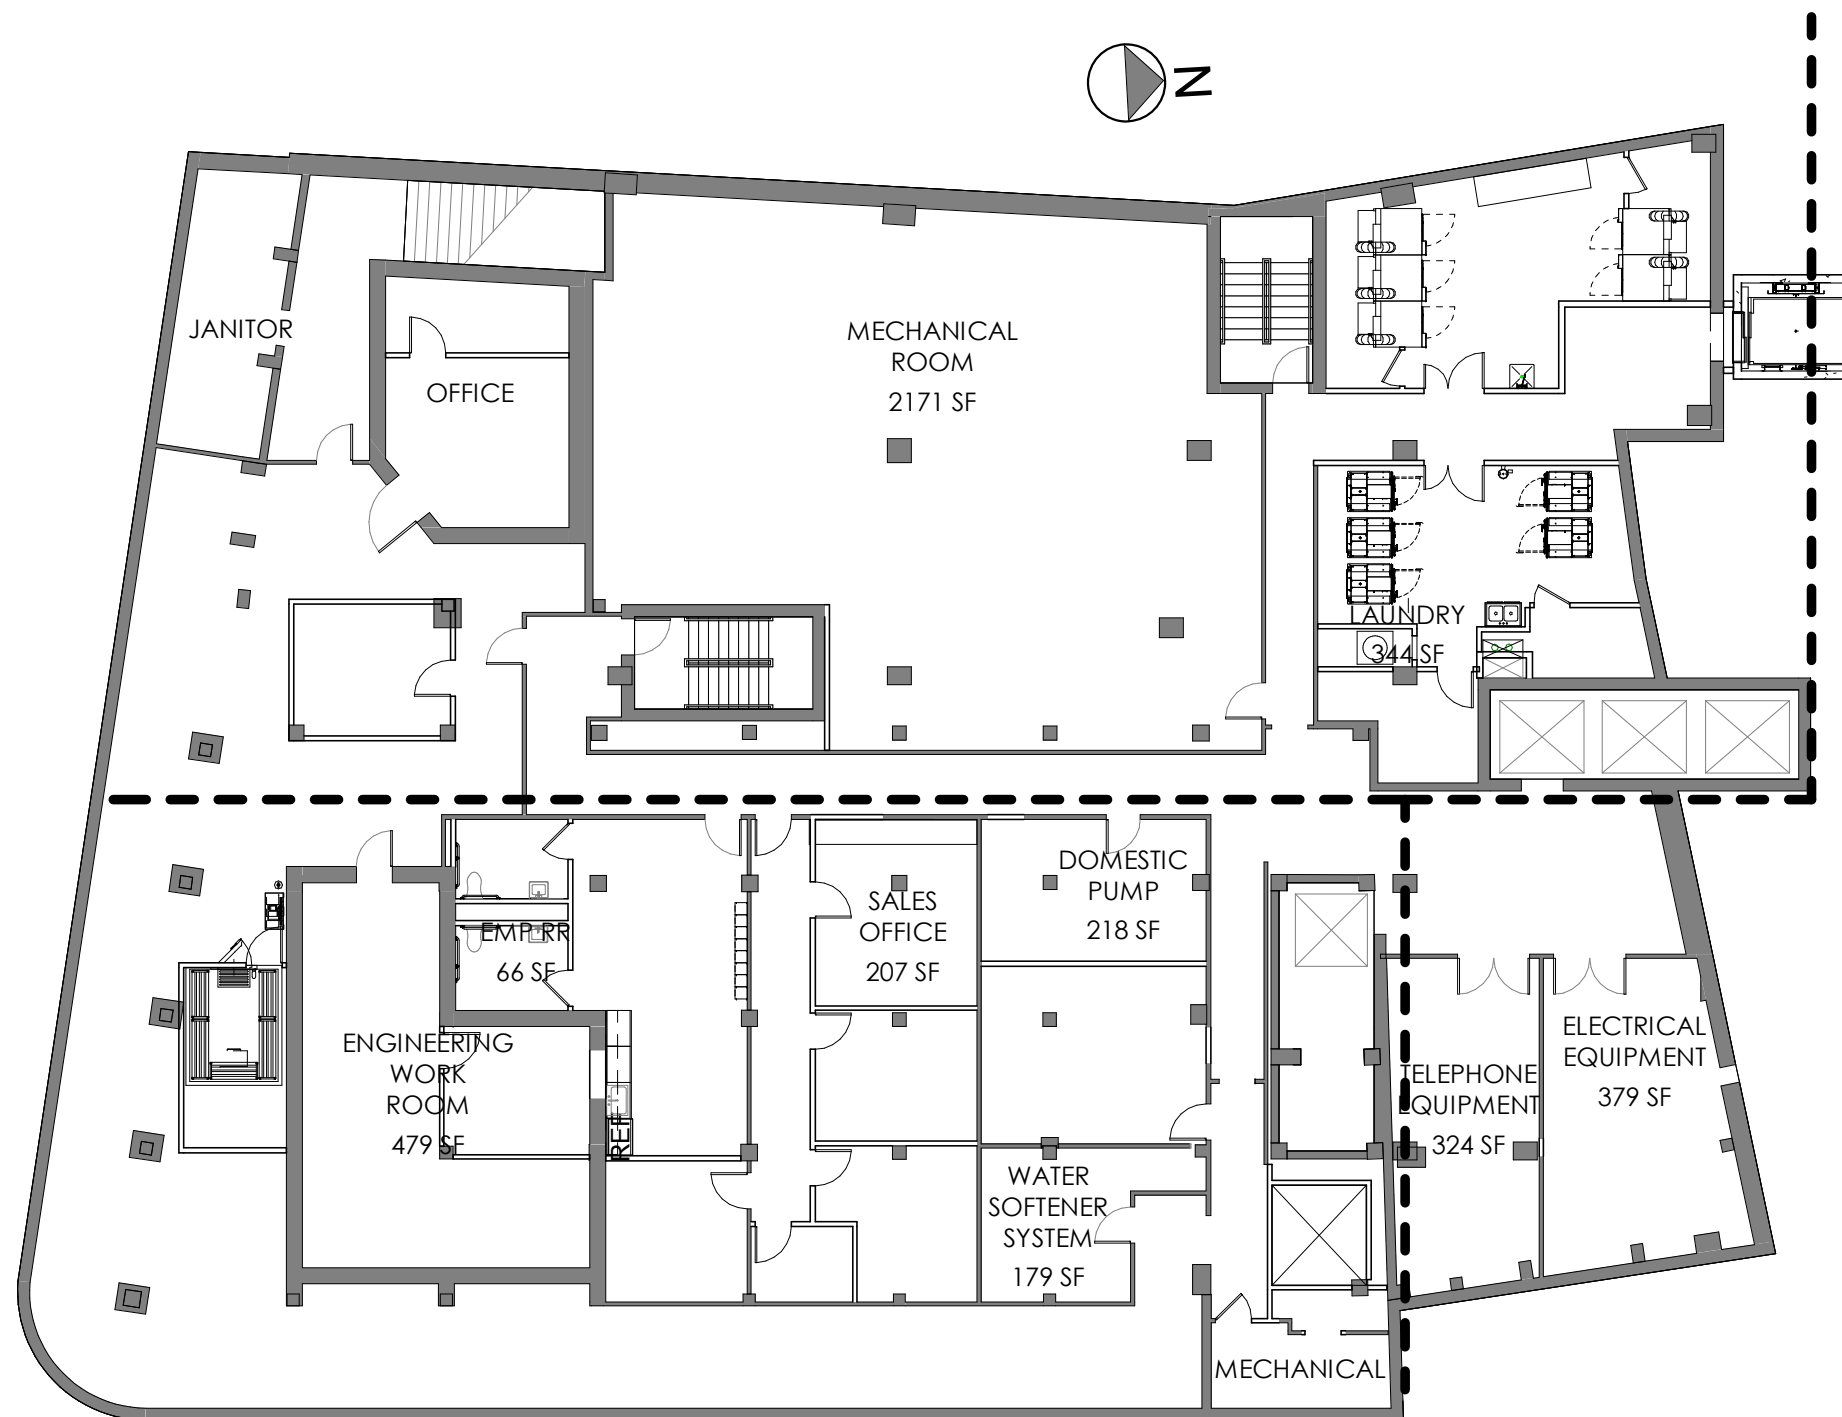 N
JANITOR
OFFICE
MECHANICAL
ROOM
2171 SF
LAUNDRY
344 SF
EMP RR
66 SF
SALES
OFFICE
207 SF
DOMESTIC
PUMP
218 SF
ENGINEERING
WORK
ROOM
479 SF
REF
WATER
SOFTENER
SYSTEM
179 SF
TELEPHONE
EQUIPMENT
324 SF
ELECTRICAL
EQUIPMENT
379 SF
MECHANICAL